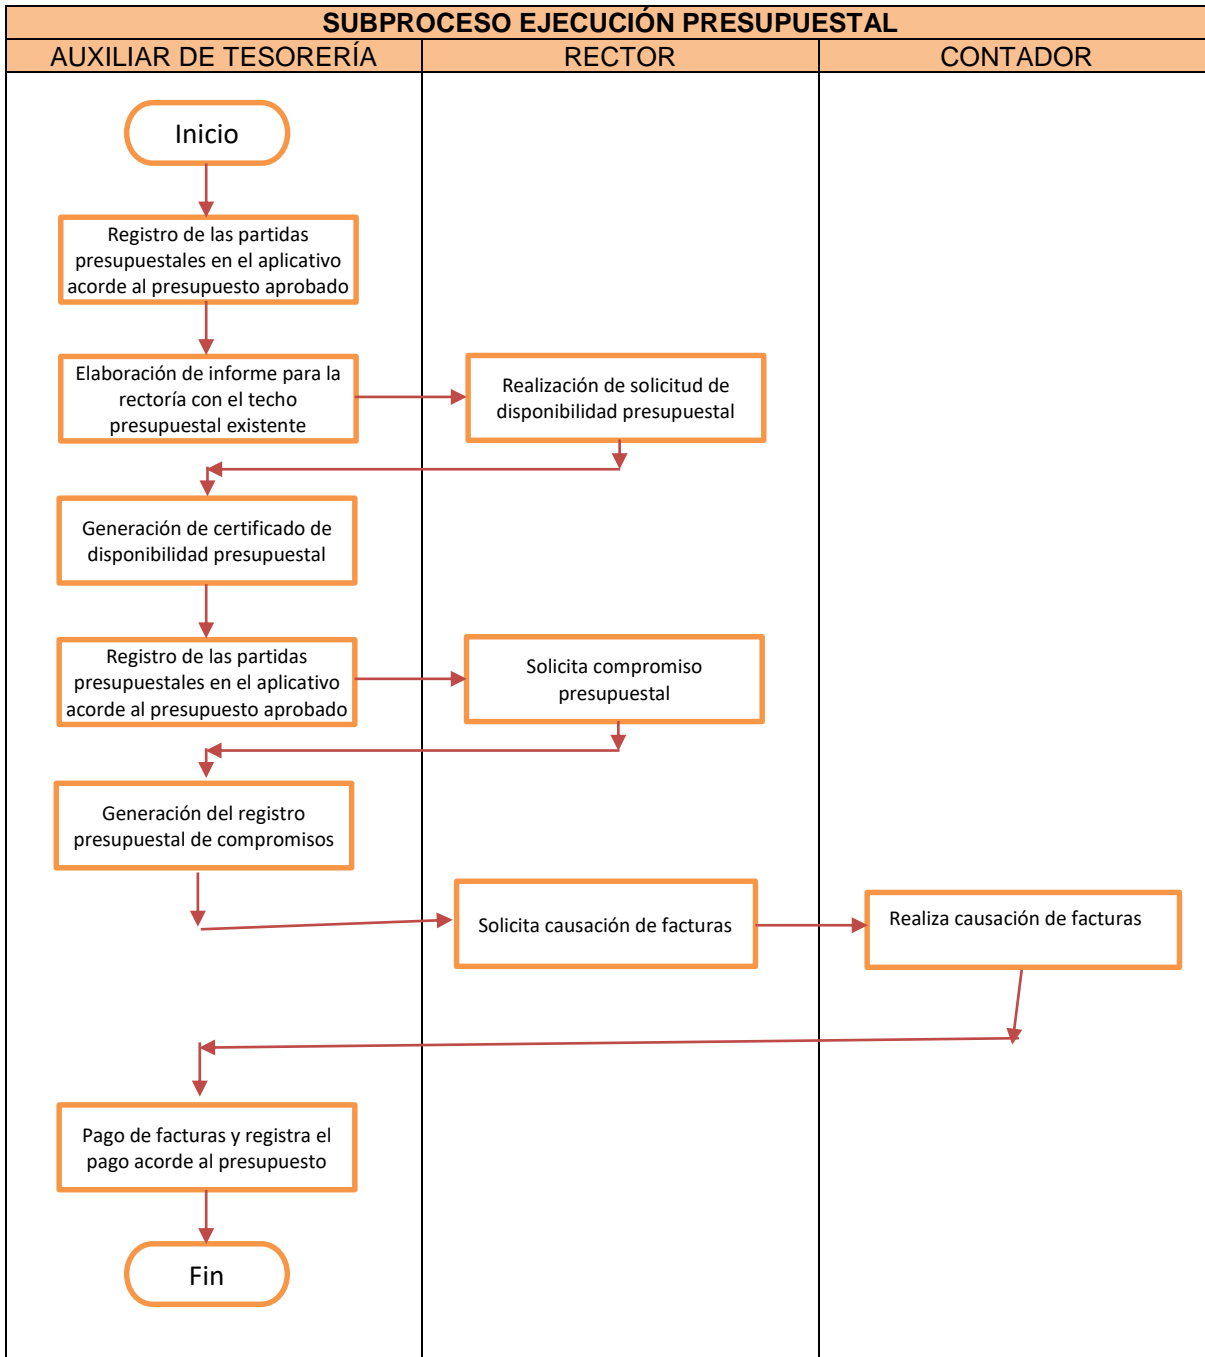 SUBPROCESO EJECUCIÓN PRESUPUESTAL
AUXILIAR DE TESORERÍA
RECTOR
CONTADOR
Inicio
Registro de las partidas
presupuestales en el aplicativo
acorde al presupuesto aprobado
Elaboración de informe para la
rectoría con el techo
presupuestal existente
Realización de solicitud de
disponibilidad presupuestal
Generación de certificado de
disponibilidad presupuestal
Registro de las partidas
presupuestales en el aplicativo
acorde al presupuesto aprobado
Solicita compromiso
presupuestal
Generación del registro
presupuestal de compromisos
Solicita causación de facturas
Realiza causación de facturas
Pago de facturas y registra el
pago acorde al presupuesto
Fin